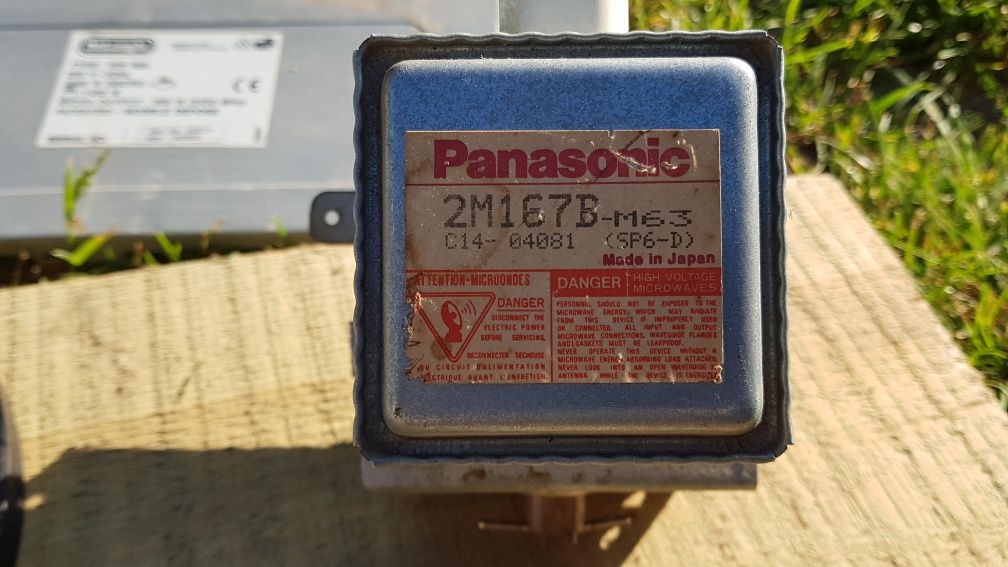 Panasonic
2M167B-M63
C14- 04081 (SP6-D)
Made in Japan
ATTENTION-MICROONDES
DANGER
DISCONNECT THE
ELECTRIC POWER
BEFORE SERVICING.
DECONNECTER SECHEUSE
DU CIRCUIT D'ALIMENTATION
ELECTRIQUE AVANT L'ENTRETIEN.
DANGER HIGH VOLTAGE
MICROWAVES
PERSONNEL SHOULD NOT BE EXPOSED TO THE
MICROWAVE ENERGY WHICH MAY RADIATE
FROM THIS DEVICE IF IMPROPERLY USED
OR CONNECTED. ALL INPUT AND OUTPUT
MICROWAVE CONNECTIONS, WAVEGUIDE FLANGES
AND GASKETS MUST BE LEAKPROOF.
NEVER OPERATE THIS DEVICE WITHOUT A
MICROWAVE ENERGY ABSORBING LOAD ATTACHED.
NEVER LOOK INTO AN OPEN WAVEGUIDE O
ANTENNA WHILE THE DEVICE IS ENERGIZ
CE